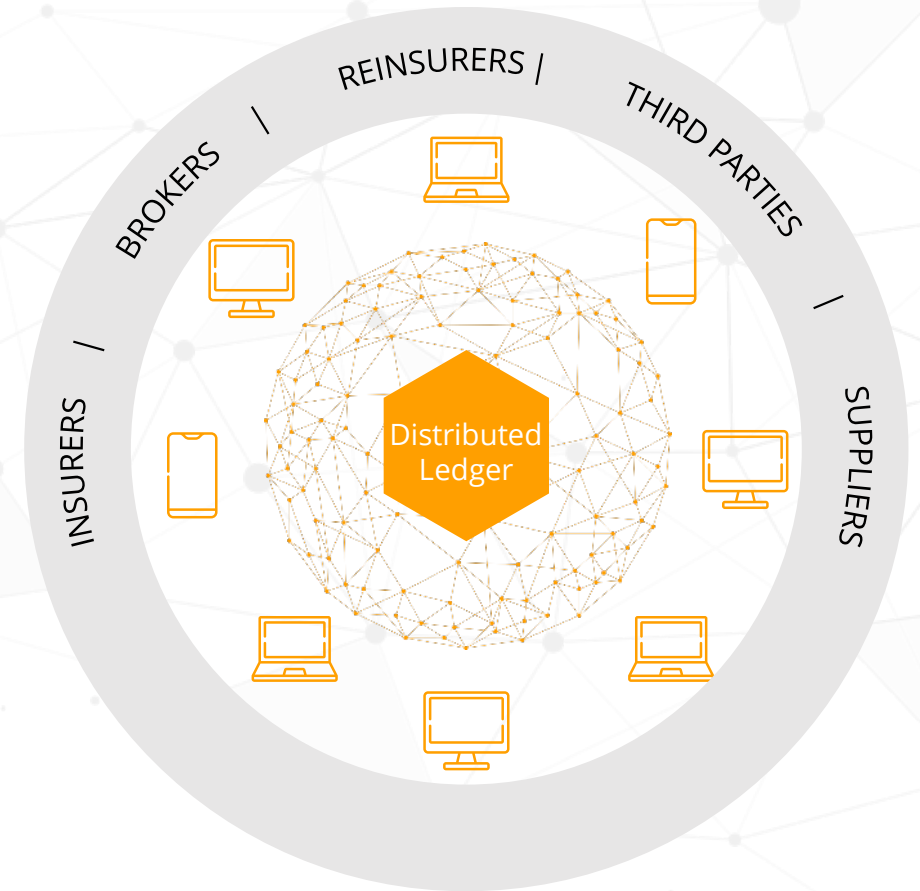 INSURERS | BROKERS | REINSURERS | THIRD PARTIES | SUPPLIERS
Distributed
Ledger